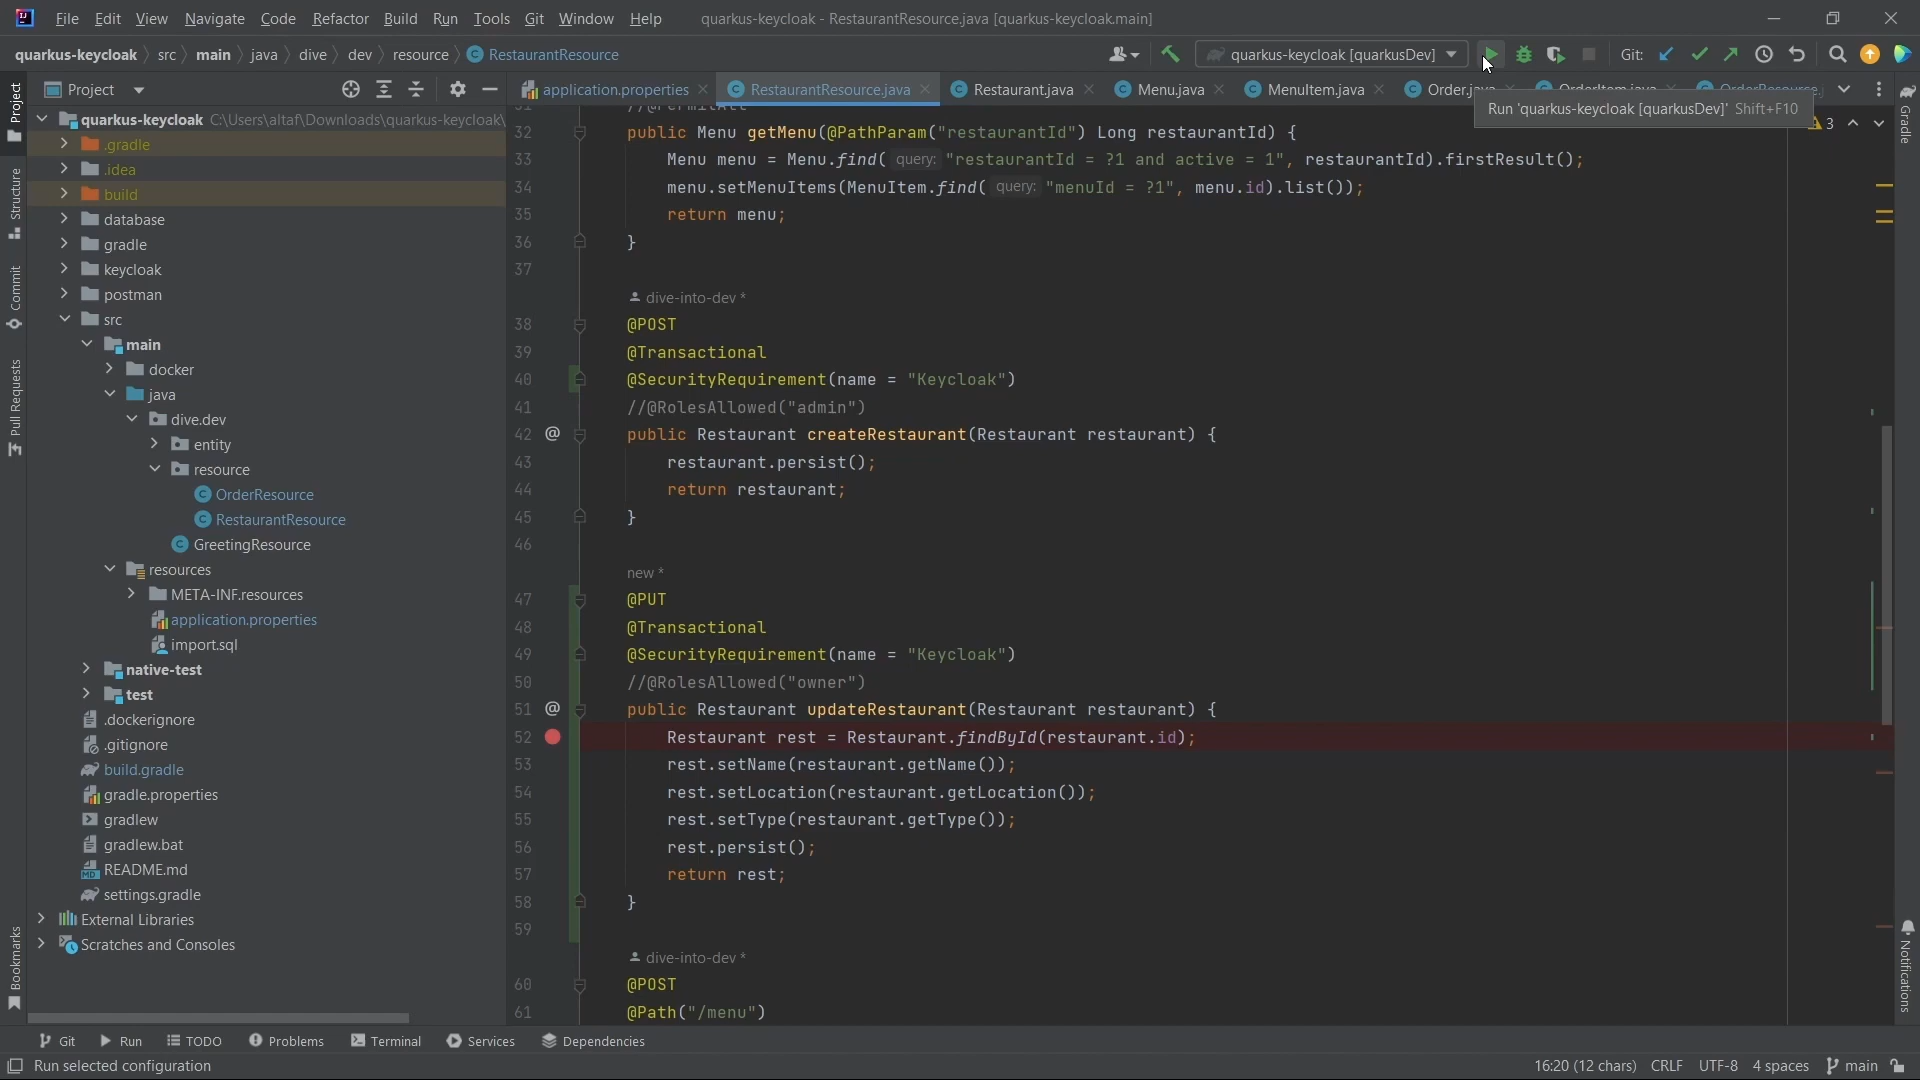 File Edit View Navigate Code Refactor Build Run Tools Git Window Help quarkus-keycloak - RestaurantResource.java [quarkus-keycloak.main]
quarkus-keycloak src main java dive dev resource RestaurantResource quarkus-keycloak [quarkusDev] Git:
Project application.properties RestaurantResource.java Restaurant.java Menu.java MenuItem.java Order.java
Run 'quarkus-keycloak [quarkusDev]' Shift+F10
3
Project
Structure
Commit
Pull Requests
Bookmarks
Gradle
Notifications
quarkus-keycloak C:\Users\altaf\Downloads\quarkus-keycloak\
.gradle
.idea
build
database
gradle
keycloak
postman
src
main
docker
java
dive.dev
entity
resource
OrderResource
RestaurantResource
GreetingResource
resources
META-INF.resources
application.properties
import.sql
native-test
test
.dockerignore
.gitignore
build.gradle
gradle.properties
gradlew
gradlew.bat
README.md
settings.gradle
External Libraries
Scratches and Consoles
32 public Menu getMenu(@PathParam("restaurantId") Long restaurantId) {
33 Menu menu = Menu.find( query: "restaurantId = ?1 and active = 1", restaurantId).firstResult();
34 menu.setMenuItems(MenuItem.find( query: "menuId = ?1", menu.id).list());
35 return menu;
36 }
37
dive-into-dev *
38 @POST
39 @Transactional
40 @SecurityRequirement(name = "Keycloak")
41 //@RolesAllowed("admin")
42 @ public Restaurant createRestaurant(Restaurant restaurant) {
43 restaurant.persist();
44 return restaurant;
45 }
46
new *
47 @PUT
48 @Transactional
49 @SecurityRequirement(name = "Keycloak")
50 //@RolesAllowed("owner")
51 @ public Restaurant updateRestaurant(Restaurant restaurant) {
52 Restaurant rest = Restaurant.findById(restaurant.id);
53 rest.setName(restaurant.getName());
54 rest.setLocation(restaurant.getLocation());
55 rest.setType(restaurant.getType());
56 rest.persist();
57 return rest;
58 }
59
dive-into-dev *
60 @POST
61 @Path("/menu")
Git Run TODO Problems Terminal Services Dependencies
Run selected configuration 16:20 (12 chars) CRLF UTF-8 4 spaces main